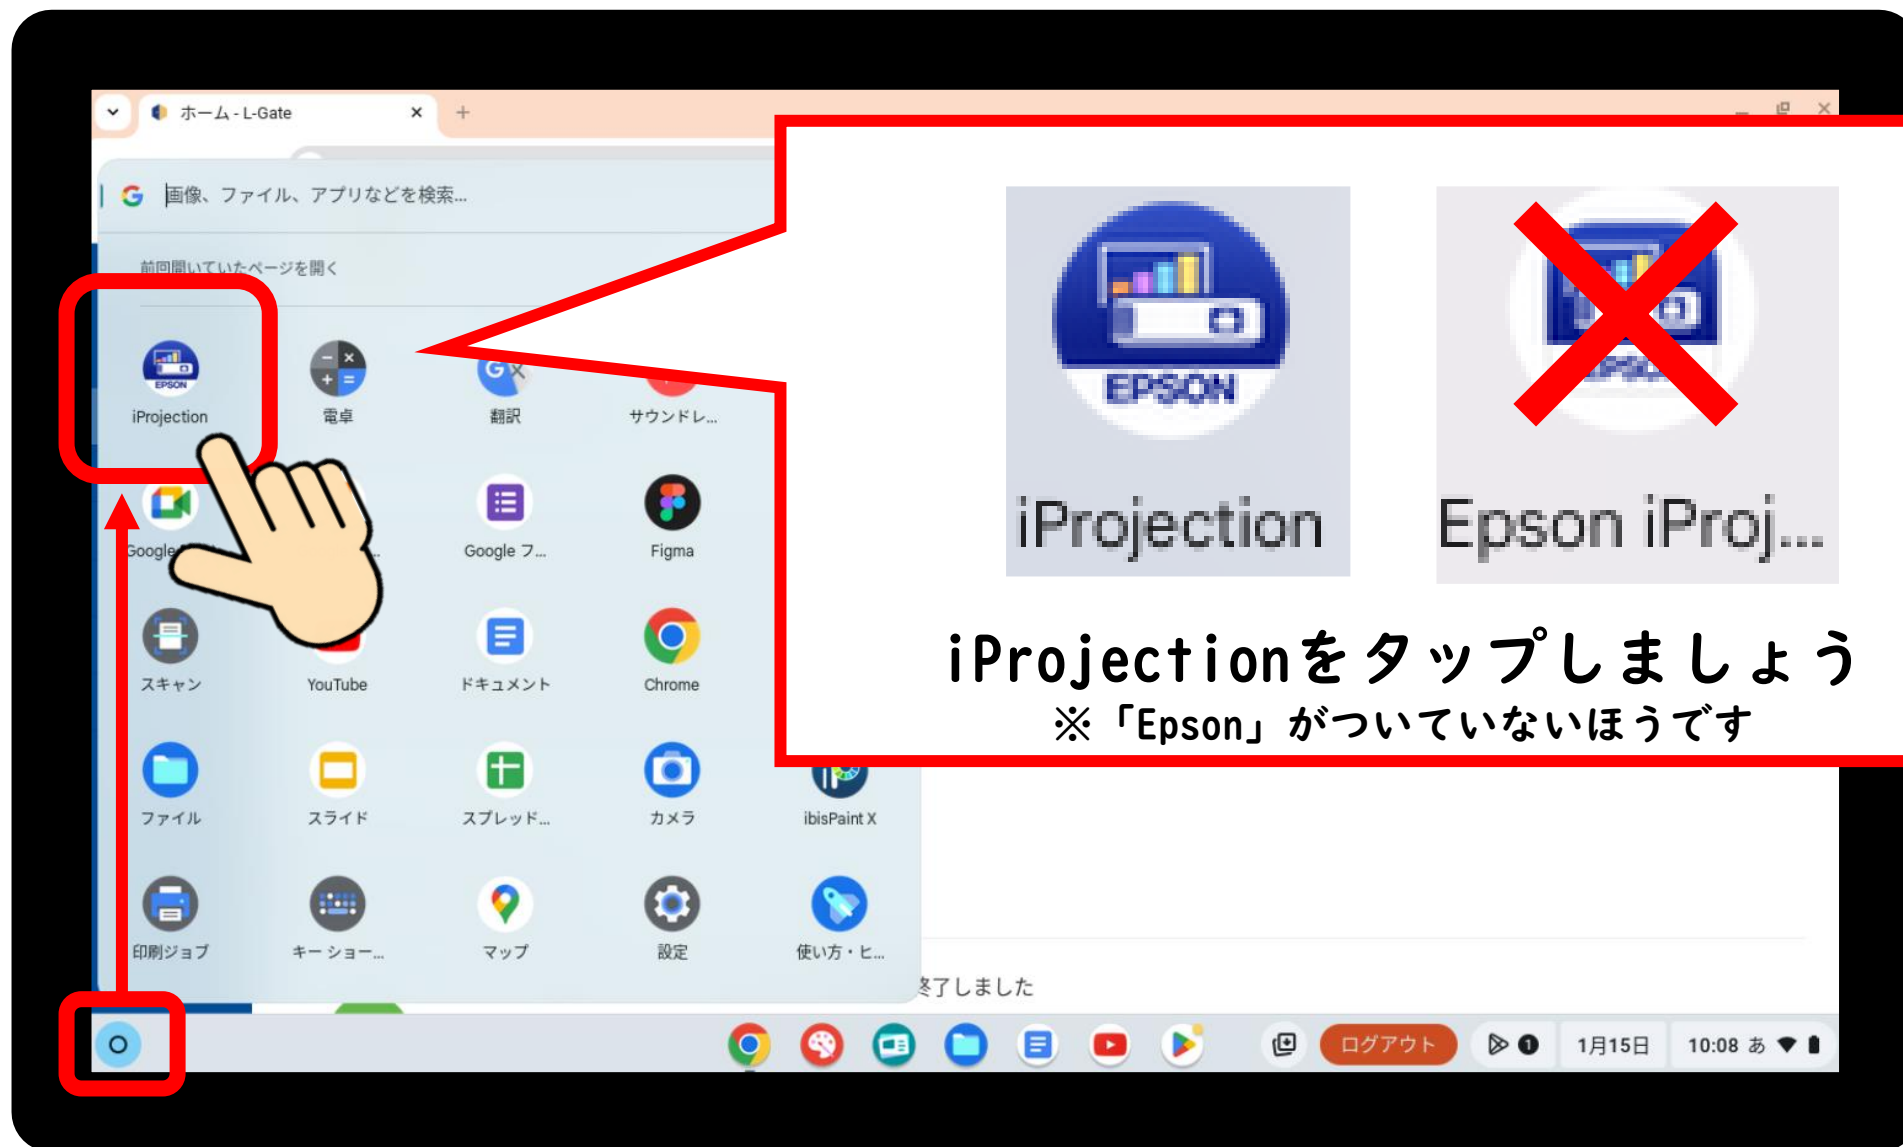 ホーム - L-Gate
画像、ファイル、アプリなどを検索...
前回開いていたページを開く
EPSON
iProjection
電卓
翻訳
サウンドレ...
Google
Google フ...
Figma
スキャン
YouTube
ドキュメント
Chrome
ファイル
スライド
スプレッド...
カメラ
ibisPaint X
印刷ジョブ
キー ショー...
マップ
設定
使い方・ヒ...
EPSON
iProjection
EPSON
Epson iProj...
iProjectionをタップしましょう
※「Epson」がついていないほうです
終了しました
ログアウト
1
1月15日
10:08 あ